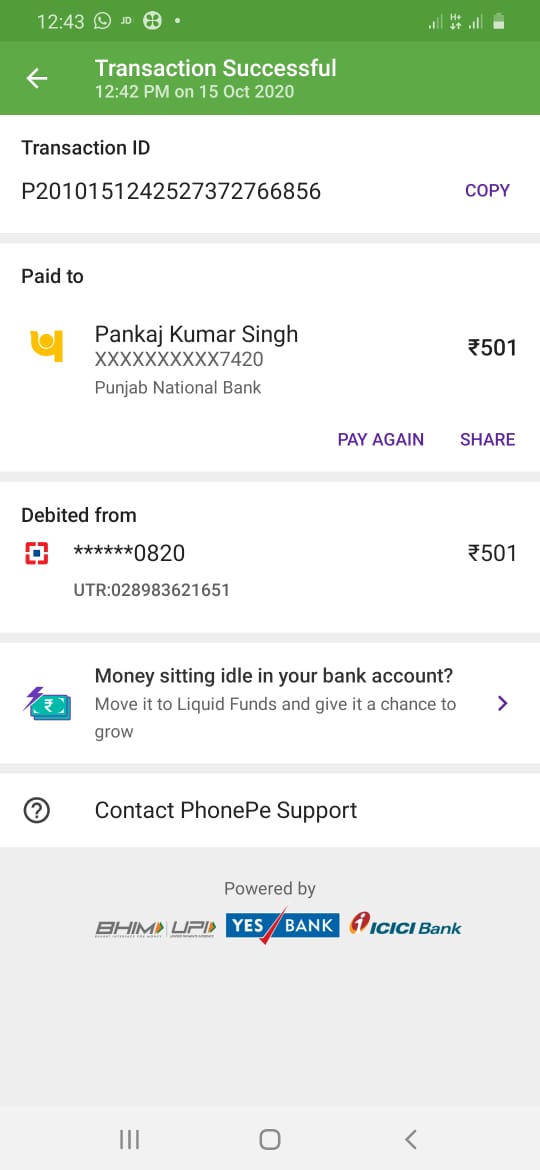 12:43 JD
H+
Transaction Successful
12:42 PM on 15 Oct 2020
Transaction ID
P2010151242527372766856
COPY
Paid to
Pankaj Kumar Singh
XXXXXXXXXX7420
Punjab National Bank
₹501
PAY AGAIN
SHARE
Debited from
******0820
₹501
UTR:028983621651
Money sitting idle in your bank account?
Move it to Liquid Funds and give it a chance to
grow
₹
Contact PhonePe Support
Powered by
BHIM UPI YES BANK ICICI Bank